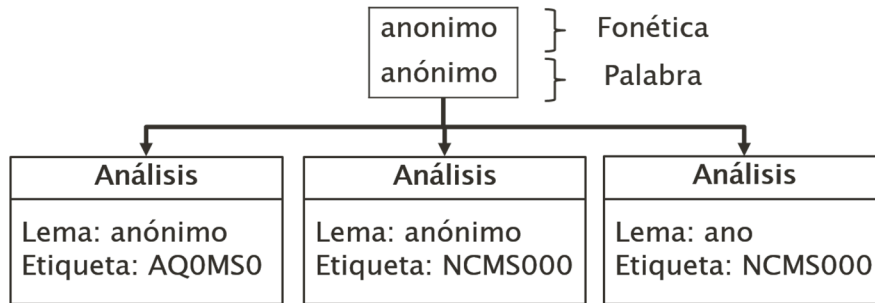 anonimo Fonética
anónimo Palabra
Análisis Análisis Análisis
Lema: anónimo Lema: anónimo Lema: ano
Etiqueta: AQ0MS0 Etiqueta: NCMS000 Etiqueta: NCMS000